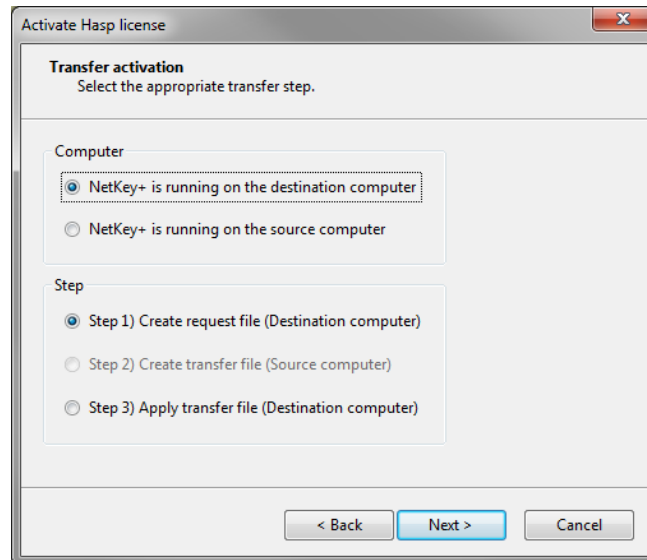 Activate Hasp license
Transfer activation
Select the appropriate transfer step.
Computer
NetKey+ is running on the destination computer
NetKey+ is running on the source computer
Step
Step 1) Create request file (Destination computer)
Step 2) Create transfer file (Source computer)
Step 3) Apply transfer file (Destination computer)
< Back Next > Cancel